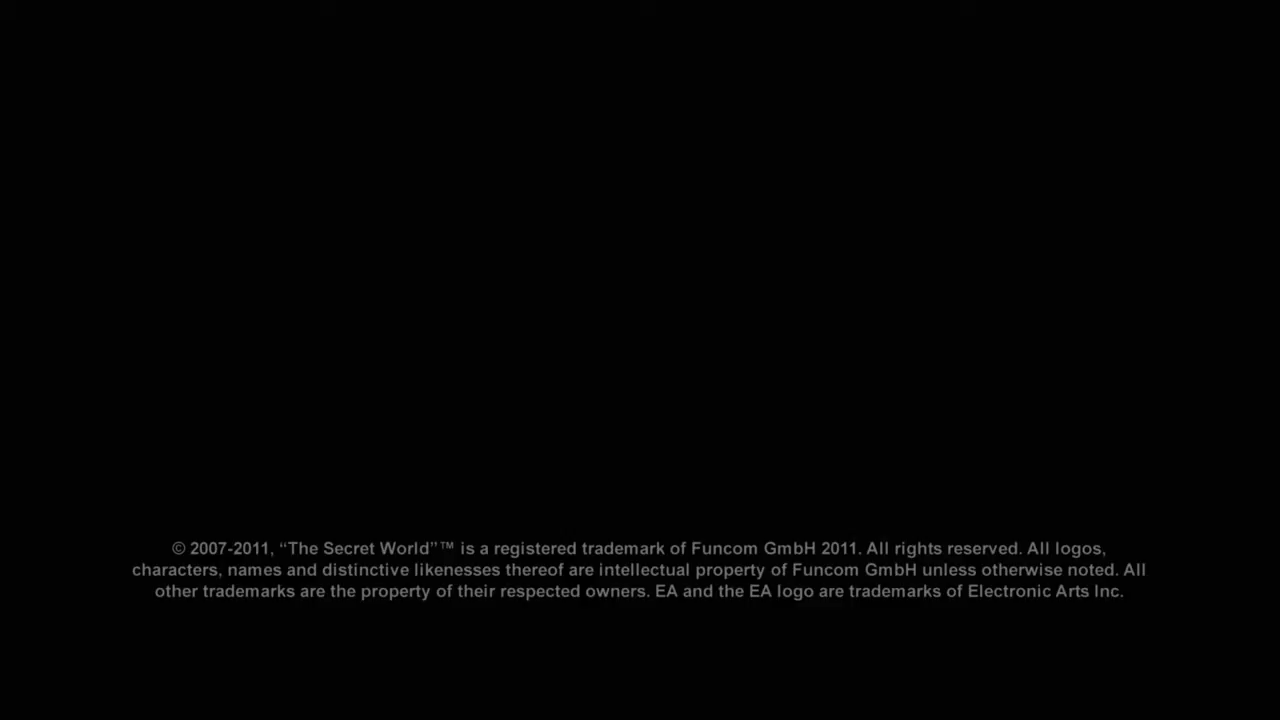 © 2007-2011, “The Secret World”™ is a registered trademark of Funcom GmbH 2011. All rights reserved. All logos,
characters, names and distinctive likenesses thereof are intellectual property of Funcom GmbH unless otherwise noted. All
other trademarks are the property of their respected owners. EA and the EA logo are trademarks of Electronic Arts Inc.